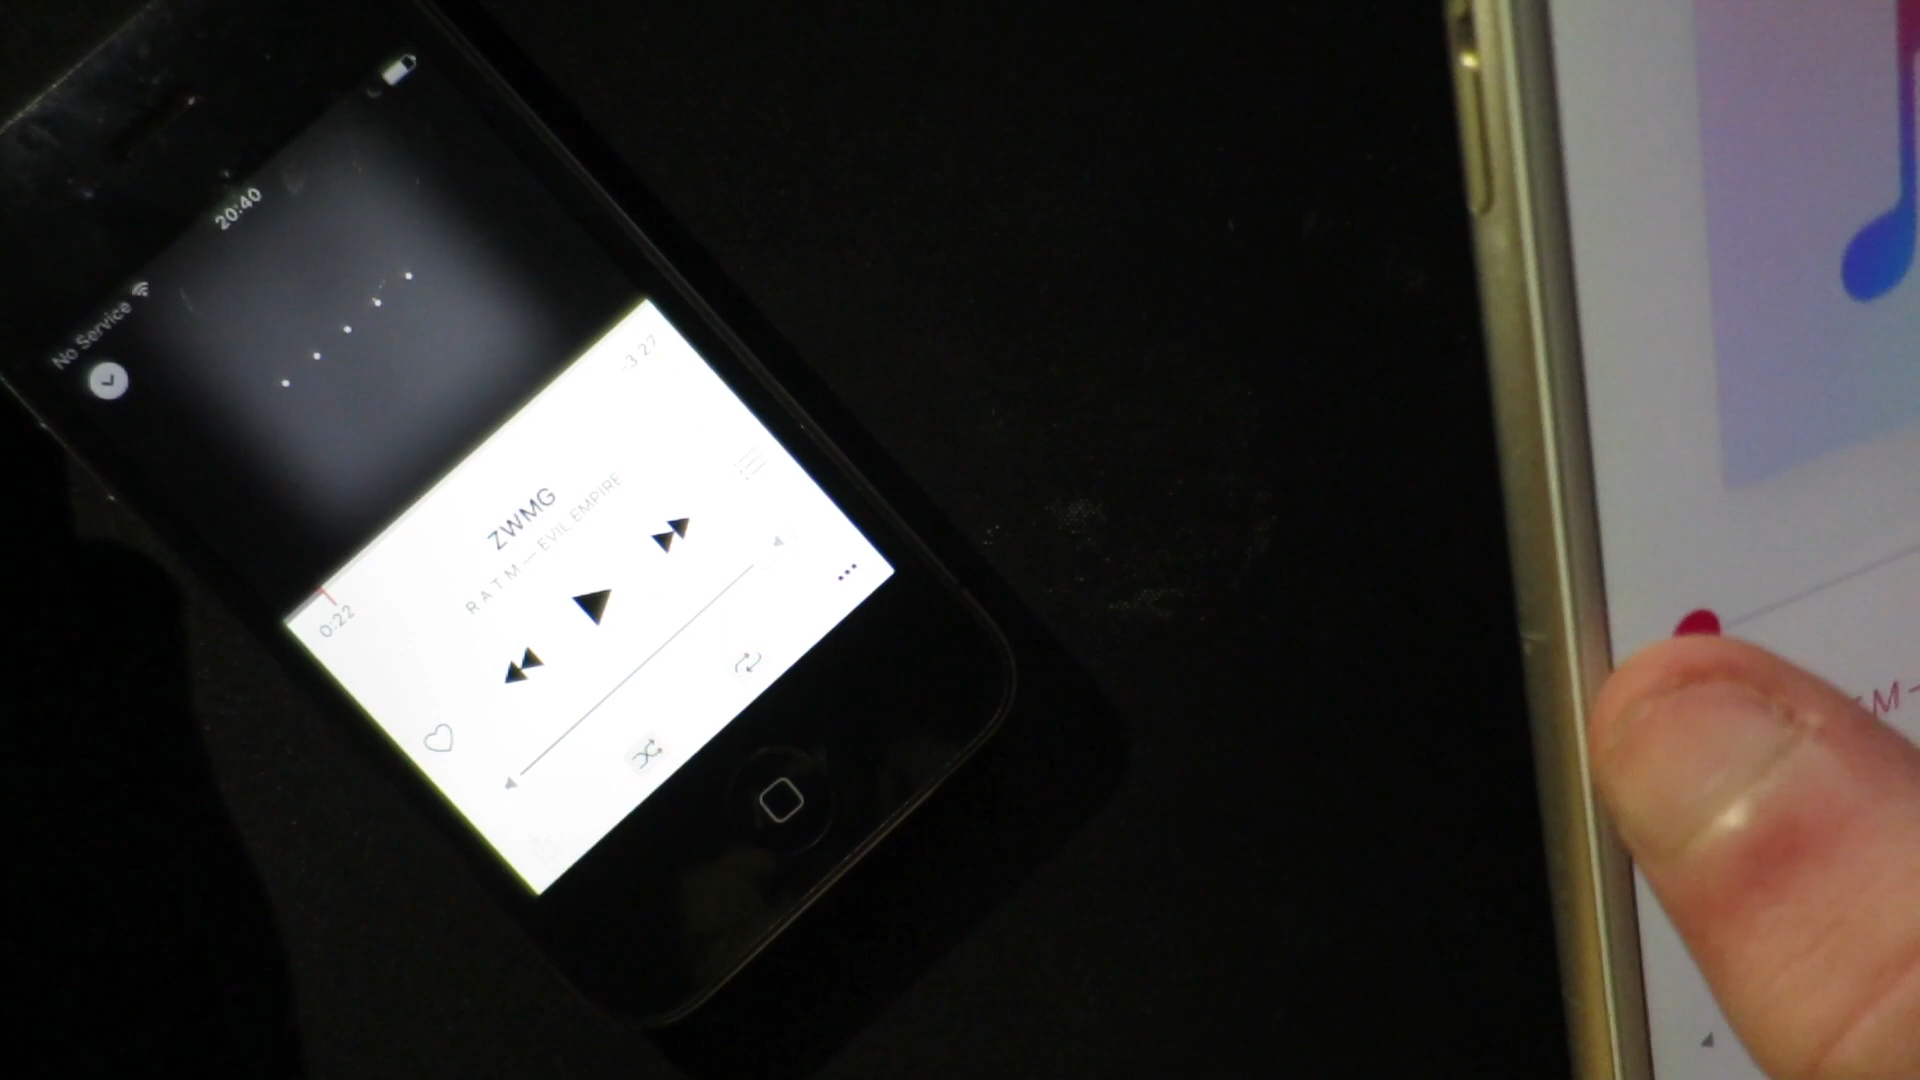 No Service 20:40
0:22 -3:27
ZWMG
R A T M — EVIL EMPIRE
M —